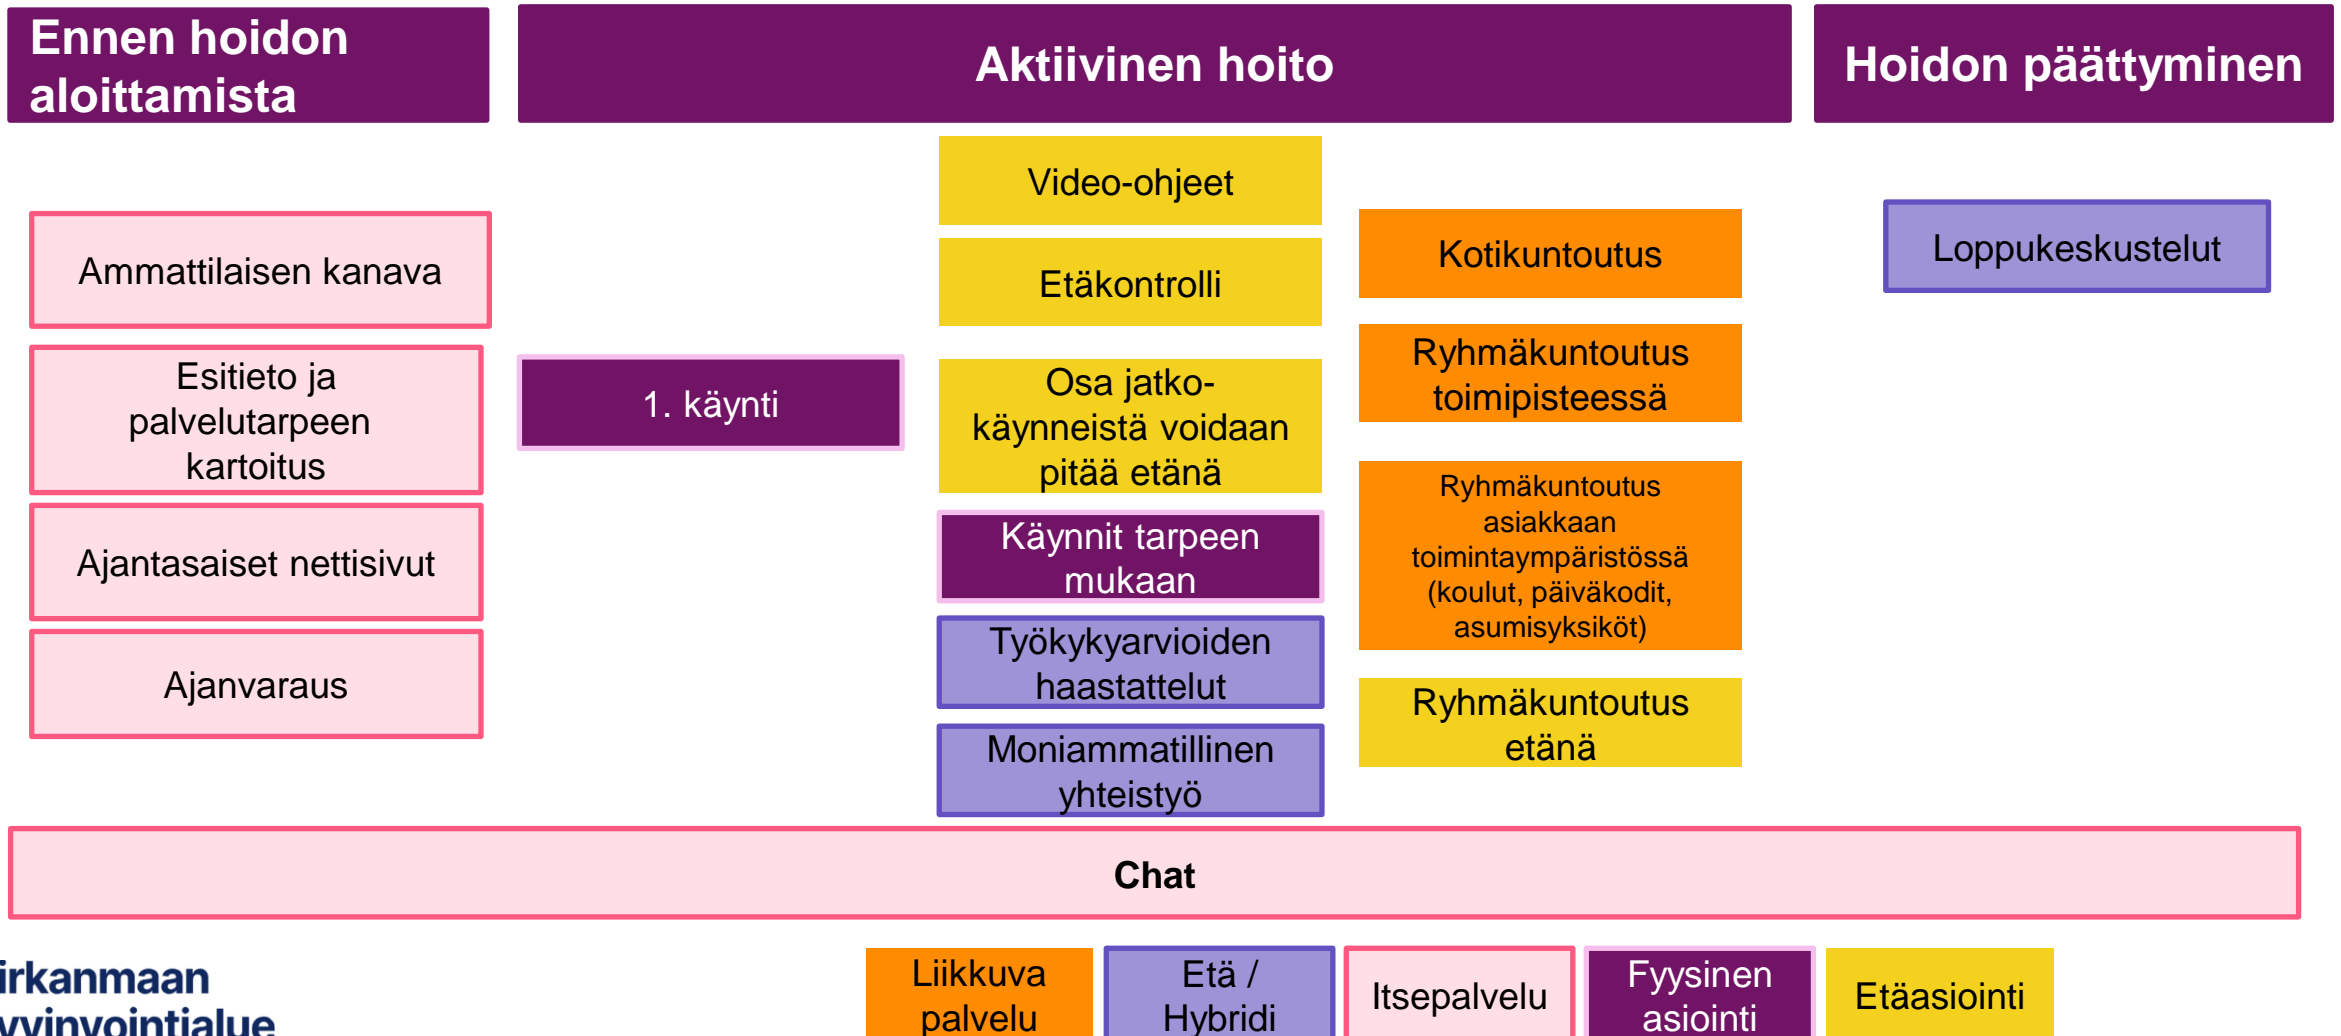 Ennen hoidon
aloittamista
Aktiivinen hoito
Hoidon päättyminen
Ammattilaisen kanava
Esitieto ja
palvelutarpeen
kartoitus
Ajantasaiset nettisivut
Ajanvaraus
1. käynti
Video-ohjeet
Etäkontrolli
Osa jatko-
käynneistä voidaan
pitää etänä
Käynnit tarpeen
mukaan
Työkykyarvioiden
haastattelut
Moniammatillinen
yhteistyö
Kotikuntoutus
Ryhmäkuntoutus
toimipisteessä
Ryhmäkuntoutus
asiakkaan
toimintaympäristössä
(koulut, päiväkodit,
asumisyksiköt)
Ryhmäkuntoutus
etänä
Loppukeskustelut
Chat
irkanmaan
yvinvointialue
Liikkuva
palvelu
Etä /
Hybridi
Itsepalvelu
Fyysinen
asiointi
Etäasiointi